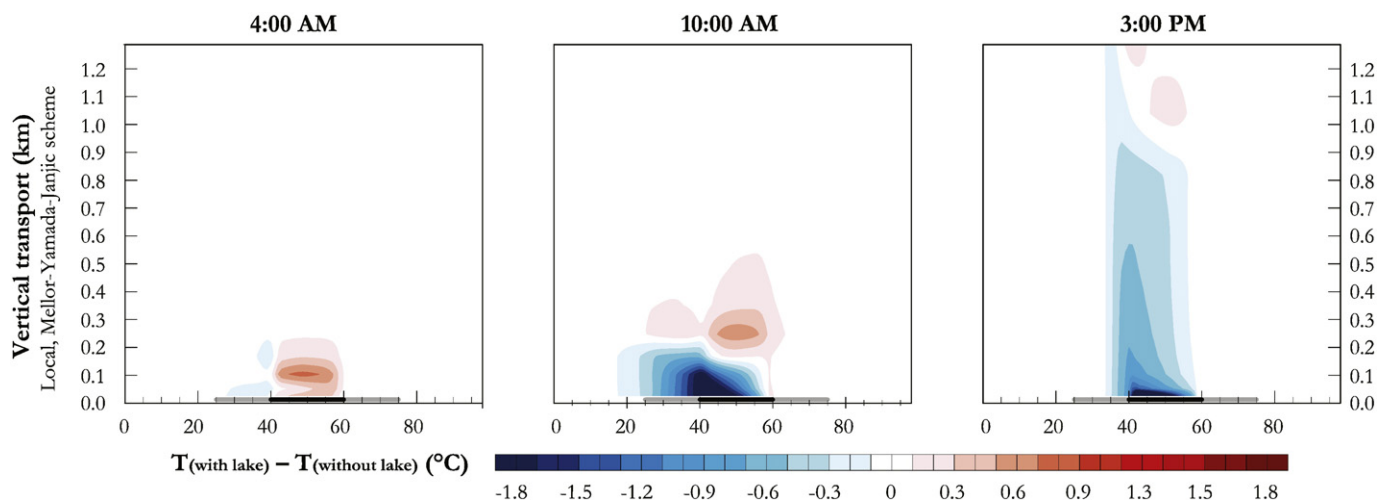 4:00 AM 10:00 AM 3:00 PM
Vertical transport (km)
Local, Mellor-Yamada-Janjic scheme
1.2 1.2
1.1 1.1
1.0 1.0
0.9 0.9
0.8 0.8
0.7 0.7
0.6 0.6
0.5 0.5
0.4 0.4
0.3 0.3
0.2 0.2
0.1 0.1
0.0 0.0
0 20 40 60 80 0 20 40 60 80 0 20 40 60 80
T(with lake) – T(without lake) (°C)
-1.8 -1.5 -1.2 -0.9 -0.6 -0.3 0 0.3 0.6 0.9 1.3 1.5 1.8